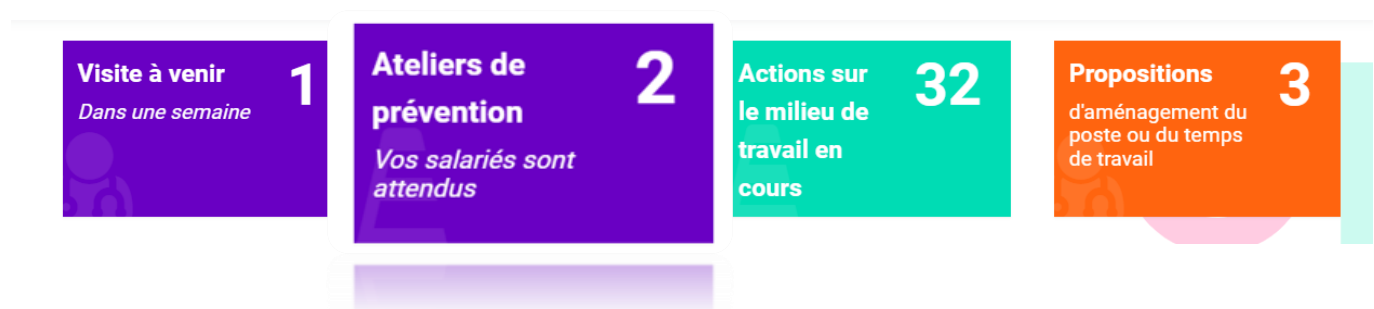 Visite à venir
1
Dans une semaine
Ateliers de
prévention
2
Vos salariés sont
attendus
Actions sur
le milieu de
travail en
cours
32
Propositions
3
d'aménagement du
poste ou du temps
de travail